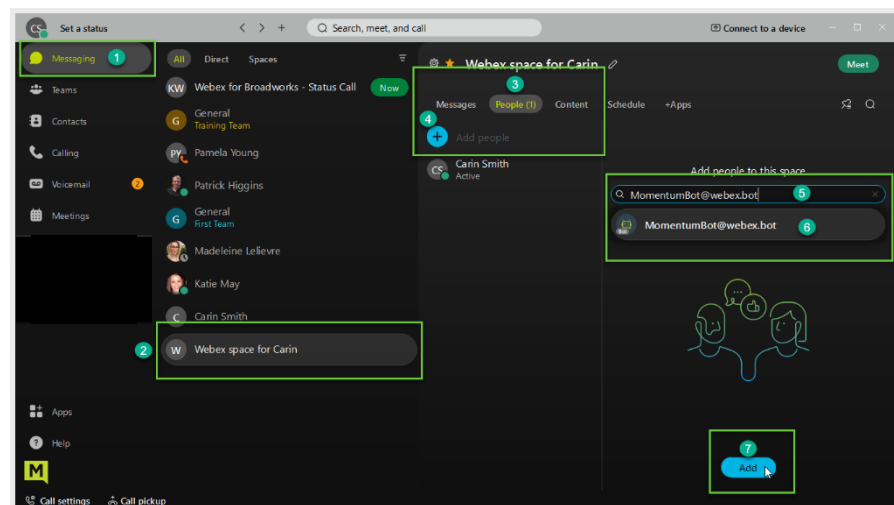 CS Set a status
Search, meet, and call
Connect to a device
Messaging 1
Teams
Contacts
Calling
Voicemail 2
Meetings
Apps
Help
M
Call settings Call pickup
All Direct Spaces
KW Webex for Broadworks - Status Call Now
G General
Training Team
PY Pamela Young
Patrick Higgins
G General
First Team
Madeleine Lelievre
Katie May
C Carin Smith
2 W Webex space for Carin
Webex space for Carin
Meet
3
Messages People (1) Content Schedule +Apps
4
+ Add people
CS Carin Smith
Active
Add people to this space
MomentumBot@webex.bot 5
Bot MomentumBot@webex.bot 6
7
Add